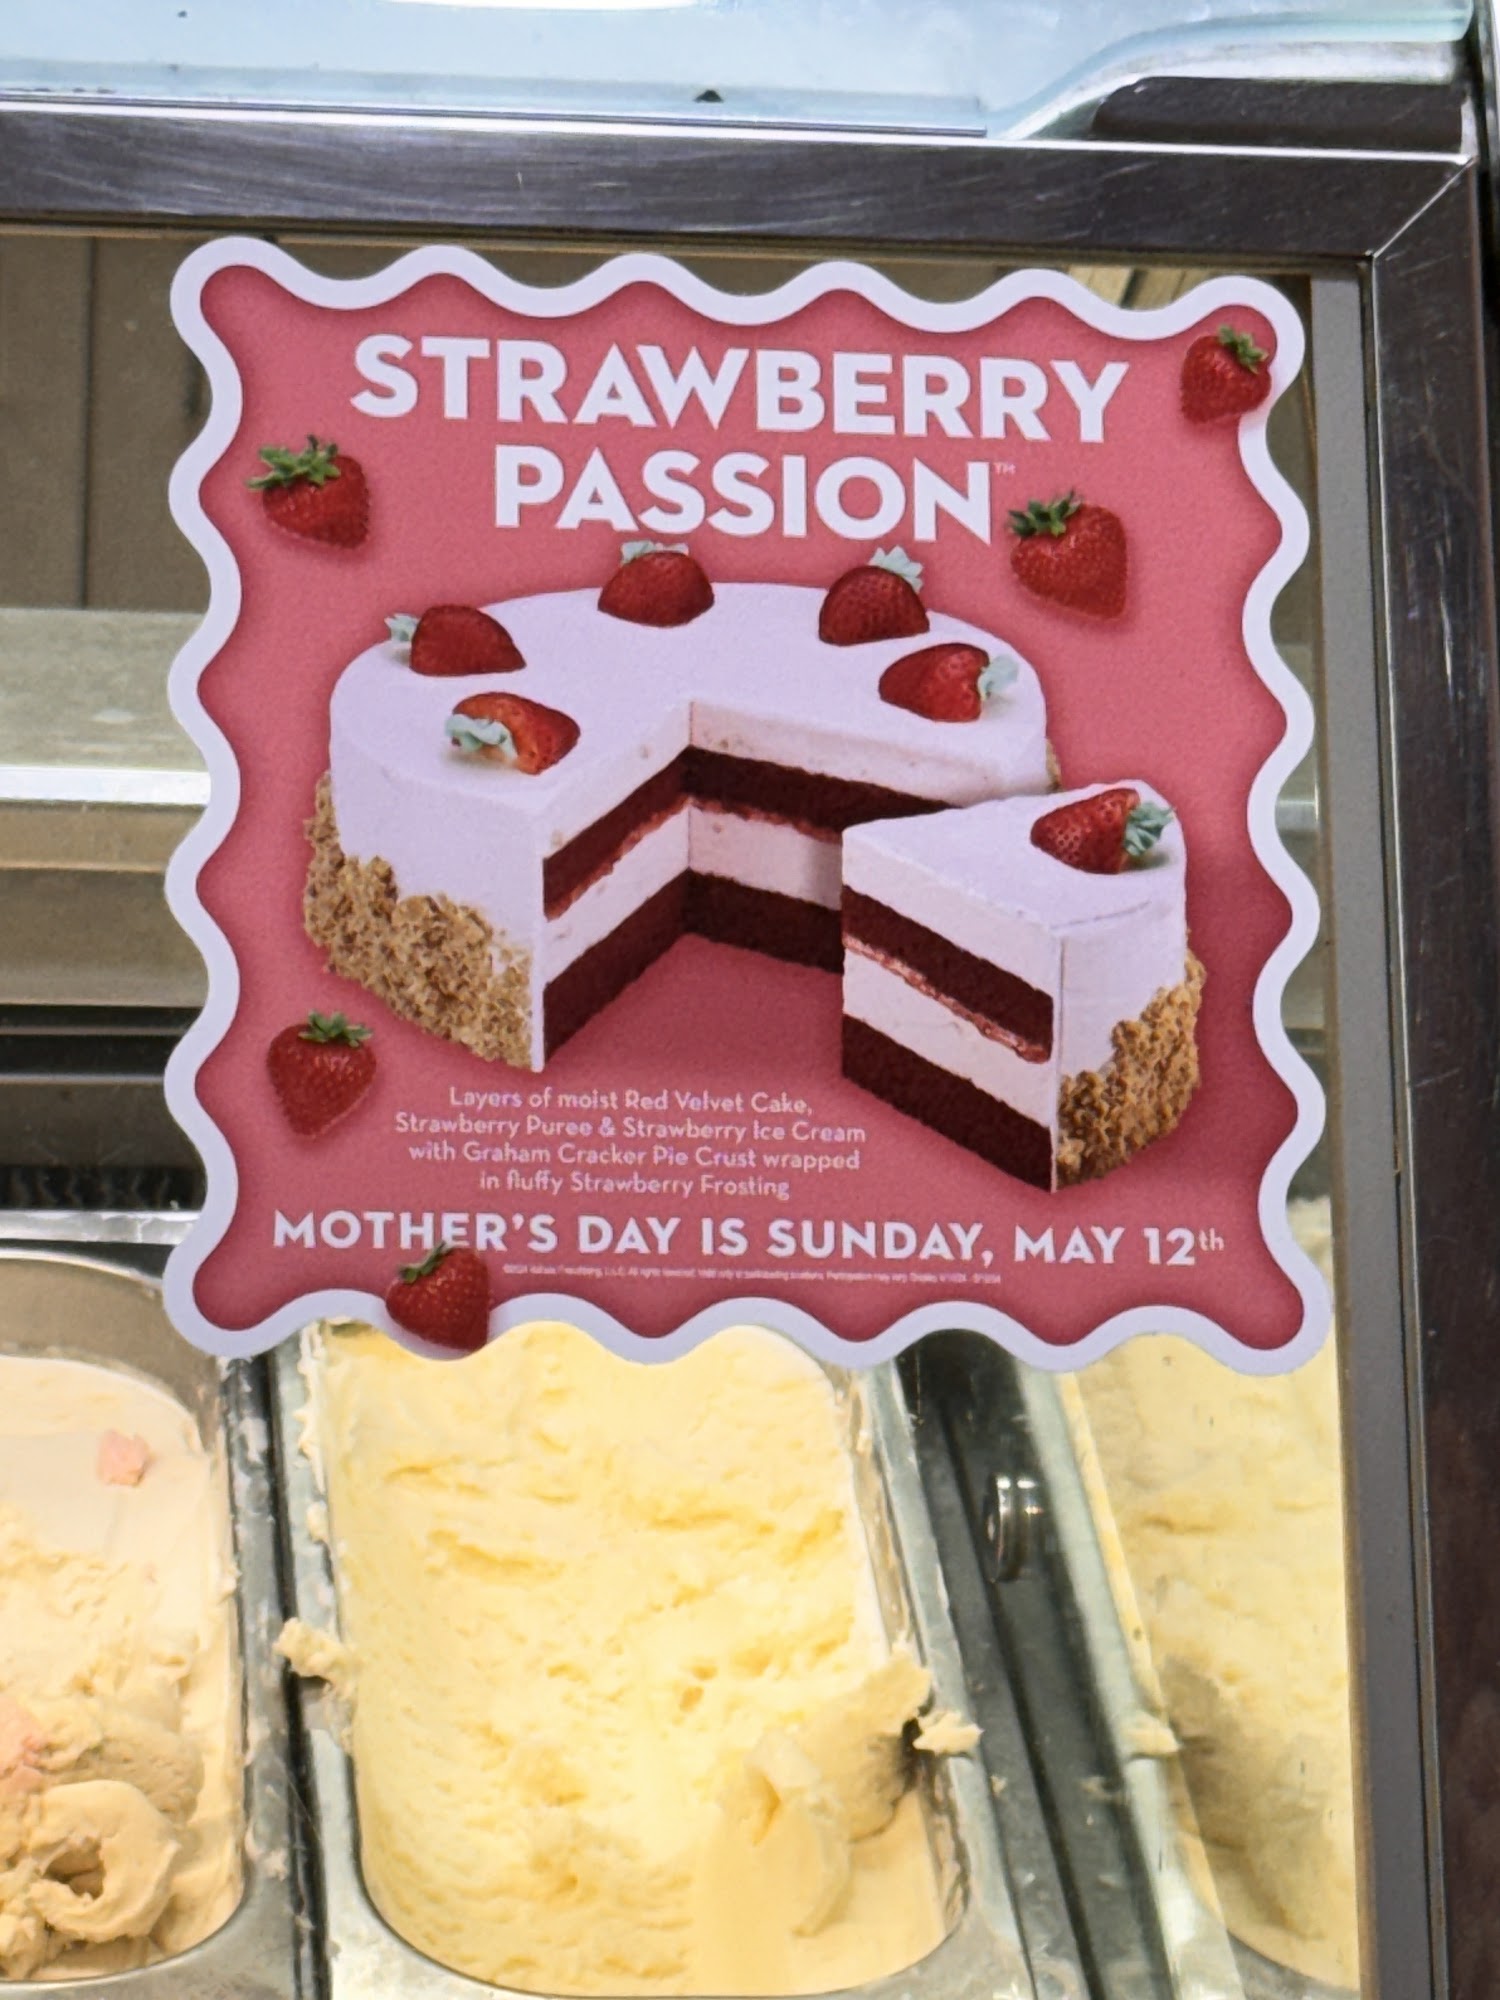 STRAWBERRY
PASSION™
Layers of moist Red Velvet Cake,
Strawberry Puree & Strawberry Ice Cream
with Graham Cracker Pie Crust wrapped
in fluffy Strawberry Frosting
MOTHER'S DAY IS SUNDAY, MAY 12th